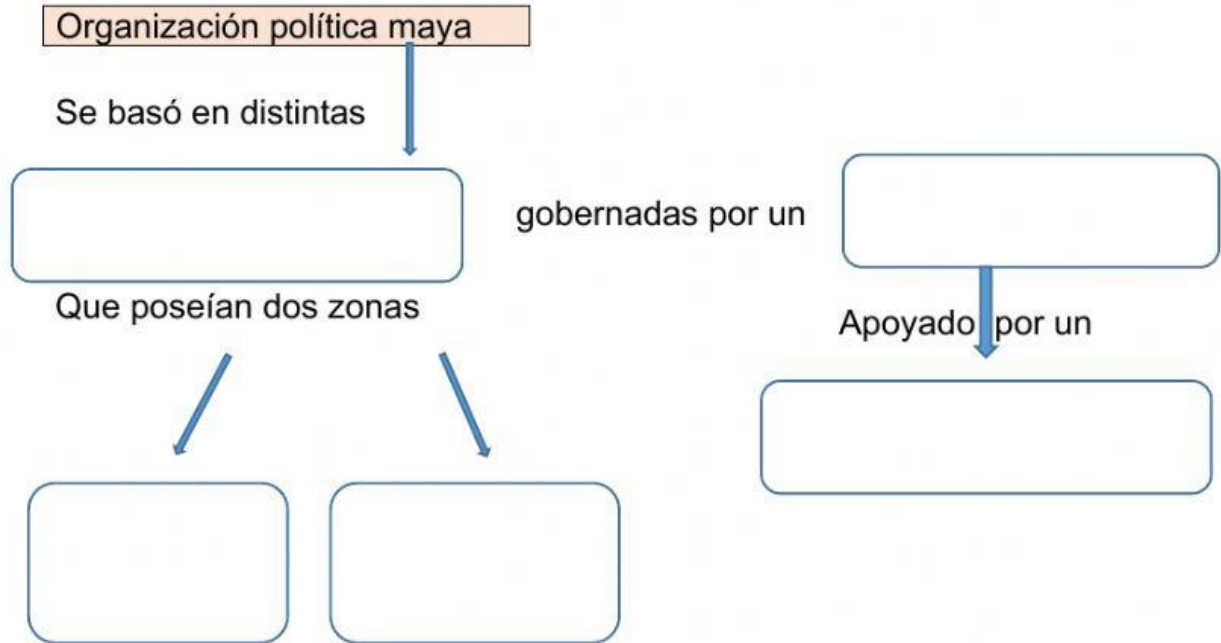 Organización política maya
Se basó en distintas
gobernadas por un
Que poseían dos zonas
Apoyado por un